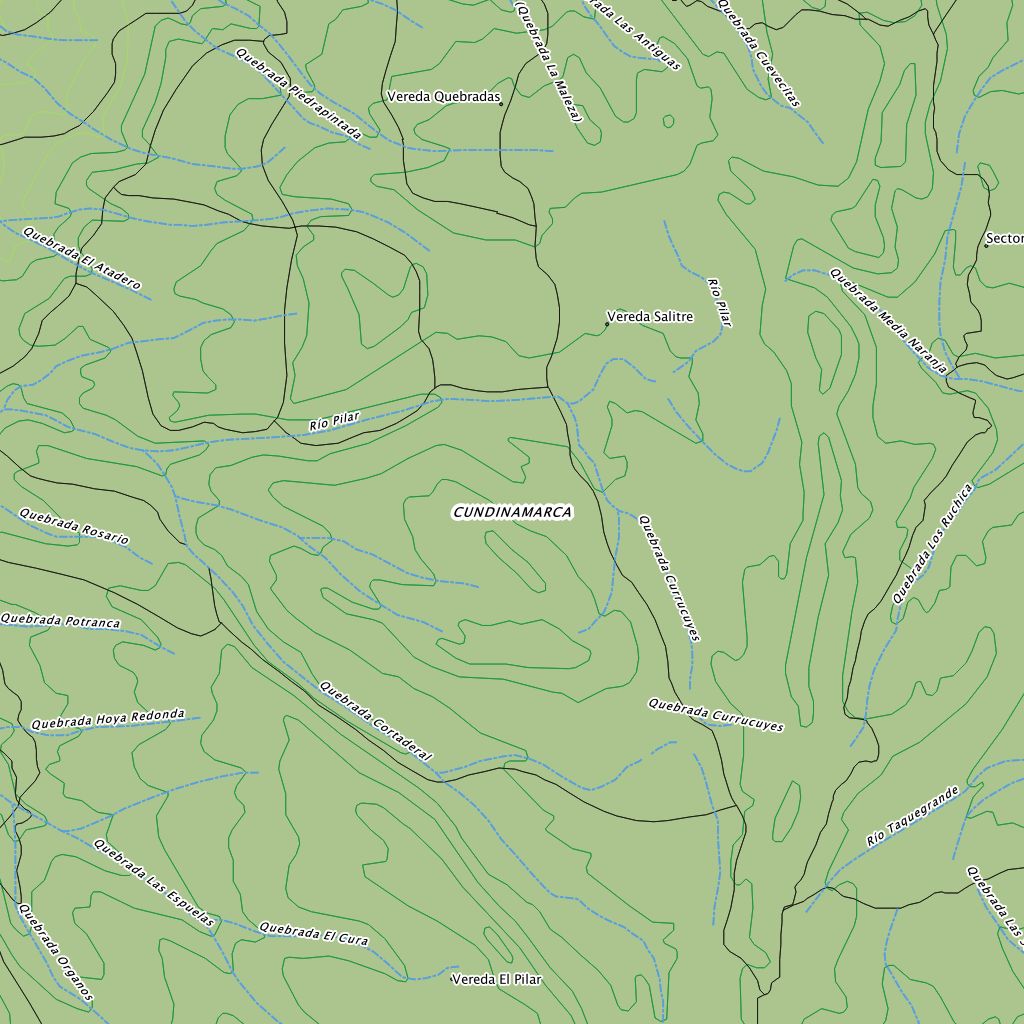 (Quebrada La Maleza)
rada Las Antiguas
Quebrada Cuevecitas
Quebrada Piedrapintada
Vereda Quebradas
Quebrada El Atadero
Sector
Río Pilar
Quebrada Media Naranja
Vereda Salitre
Río Pilar
CUNDINAMARCA
Quebrada Rosario
Quebrada Los Ruchica
Quebrada Currucuyes
Quebrada Potranca
Quebrada Hoya Redonda
Quebrada Cortaderal
Quebrada Currucuyes
Río Taquegrande
Quebrada Las Espuelas
Quebrada Las S
Quebrada Organos
Quebrada El Cura
Vereda El Pilar